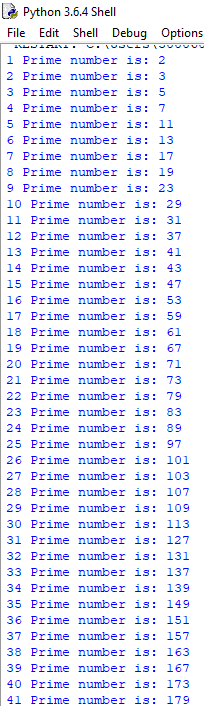 Python 3.6.4 Shell
File Edit Shell Debug Options
1 Prime number is: 2
2 Prime number is: 3
3 Prime number is: 5
4 Prime number is: 7
5 Prime number is: 11
6 Prime number is: 13
7 Prime number is: 17
8 Prime number is: 19
9 Prime number is: 23
10 Prime number is: 29
11 Prime number is: 31
12 Prime number is: 37
13 Prime number is: 41
14 Prime number is: 43
15 Prime number is: 47
16 Prime number is: 53
17 Prime number is: 59
18 Prime number is: 61
19 Prime number is: 67
20 Prime number is: 71
21 Prime number is: 73
22 Prime number is: 79
23 Prime number is: 83
24 Prime number is: 89
25 Prime number is: 97
26 Prime number is: 101
27 Prime number is: 103
28 Prime number is: 107
29 Prime number is: 109
30 Prime number is: 113
31 Prime number is: 127
32 Prime number is: 131
33 Prime number is: 137
34 Prime number is: 139
35 Prime number is: 149
36 Prime number is: 151
37 Prime number is: 157
38 Prime number is: 163
39 Prime number is: 167
40 Prime number is: 173
41 Prime number is: 179